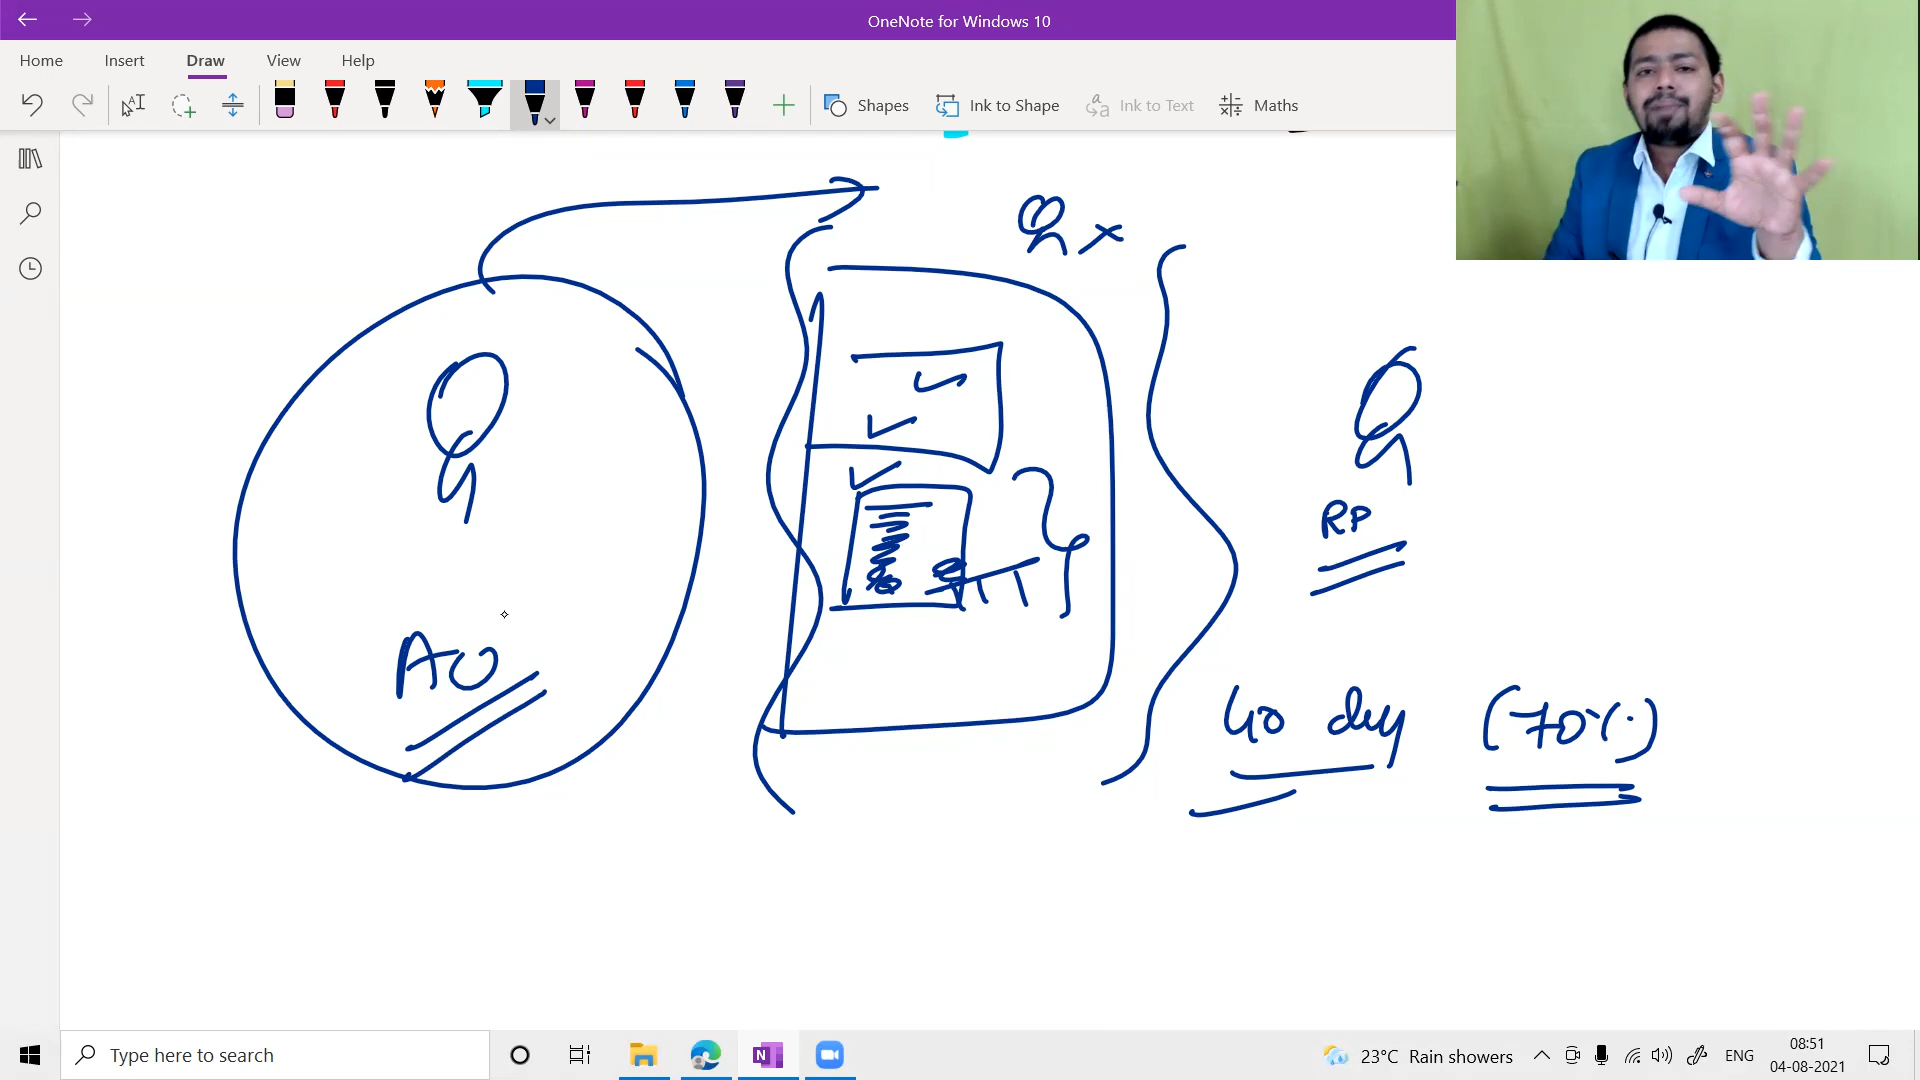 OneNote for Windows 10
Home Insert Draw View Help
Shapes Ink to Shape Ink to Text Maths
AO
RP
40 day (70%)
Type here to search
23°C Rain showers
ENG
08:51
04-08-2021